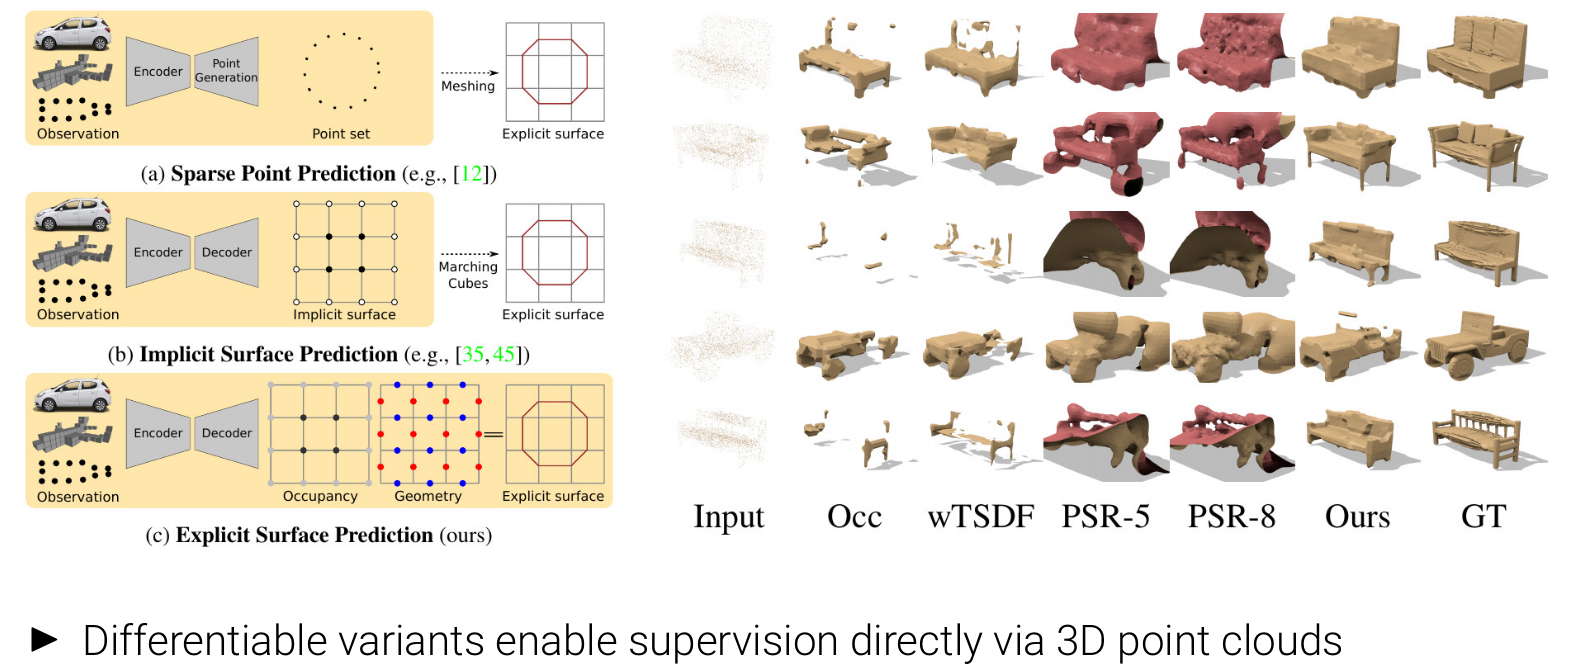 Encoder
Point
Generation
Observation
Point set
Meshing
Explicit surface
(a) Sparse Point Prediction (e.g., [12])
Encoder
Decoder
Observation
Implicit surface
Marching
Cubes
Explicit surface
(b) Implicit Surface Prediction (e.g., [35,45])
Encoder
Decoder
Observation
Occupancy
Geometry
=
Explicit surface
(c) Explicit Surface Prediction (ours)
Input Occ wTSDF PSR-5 PSR-8 Ours GT
► Differentiable variants enable supervision directly via 3D point clouds